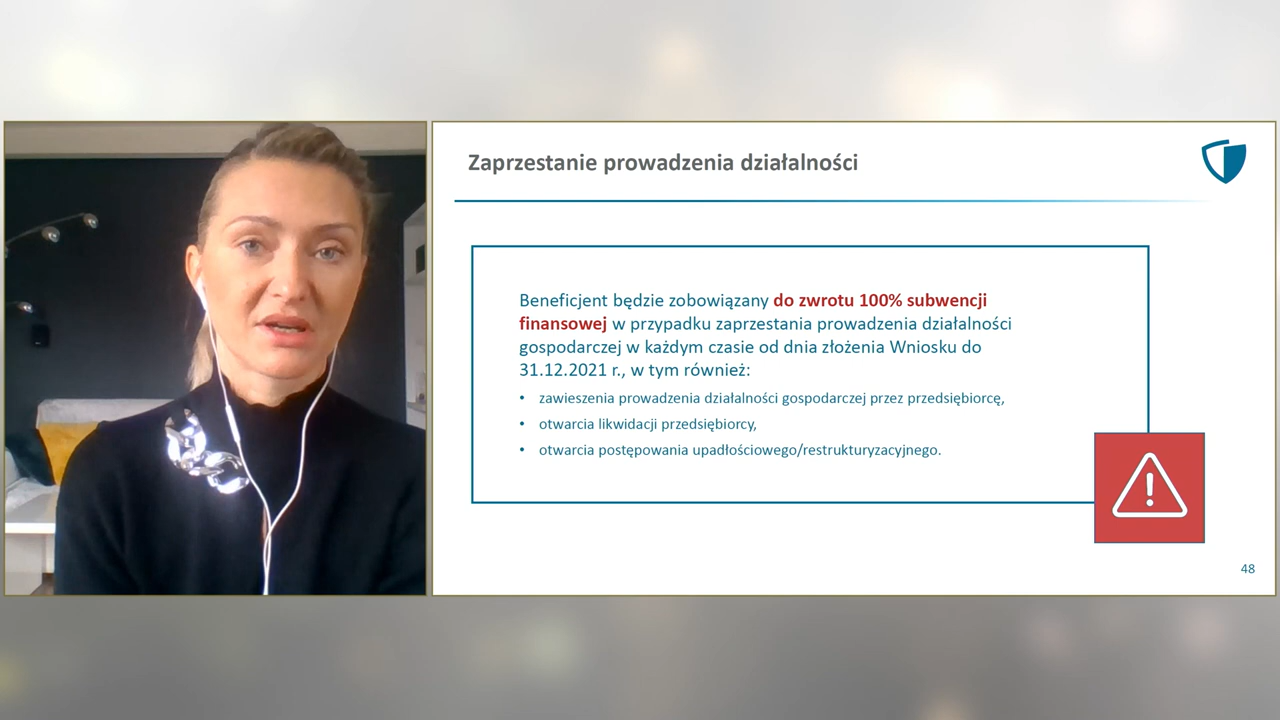 Zaprzestanie prowadzenia działalności
Beneficjent będzie zobowiązany do zwrotu 100% subwencji
finansowej w przypadku zaprzestania prowadzenia działalności
gospodarczej w każdym czasie od dnia złożenia Wniosku do
31.12.2021 r., w tym również:
• zawieszenia prowadzenia działalności gospodarczej przez przedsiębiorcę,
• otwarcia likwidacji przedsiębiorcy,
• otwarcia postępowania upadłościowego/restrukturyzacyjnego.
48